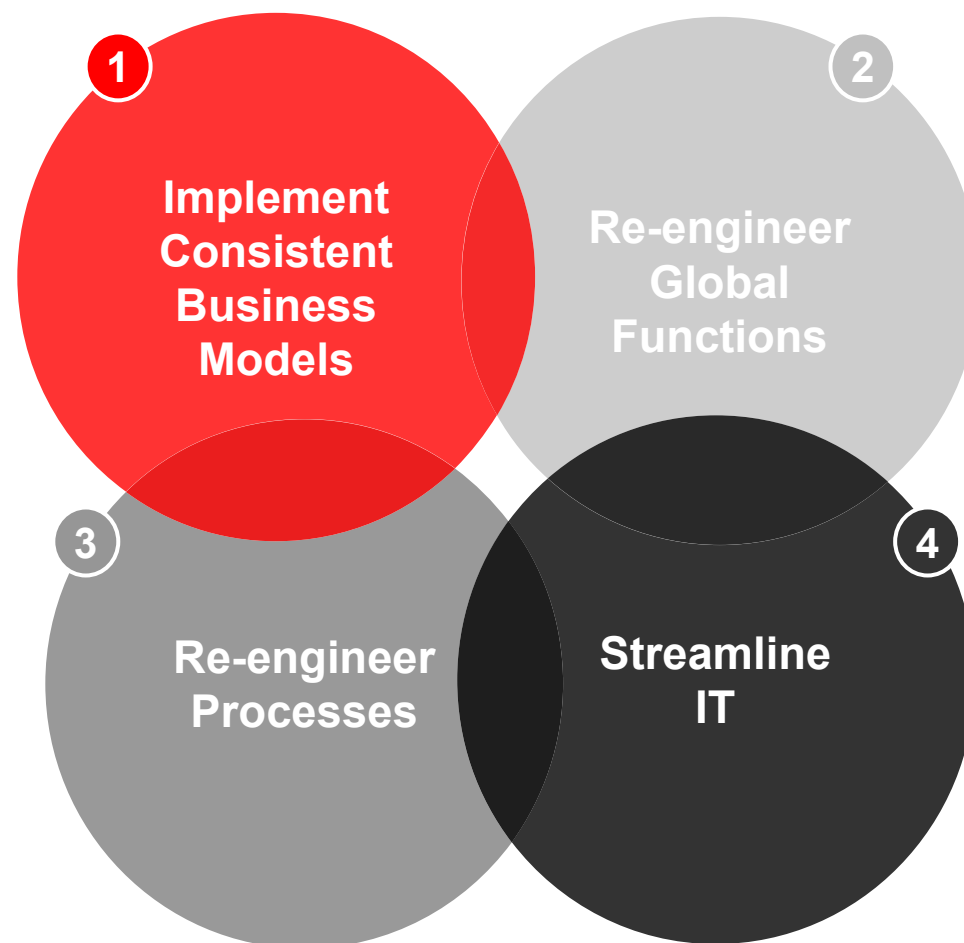 1
Implement
Consistent
Business
Models
2
Re-engineer
Global
Functions
3
Re-engineer
Processes
4
Streamline
IT